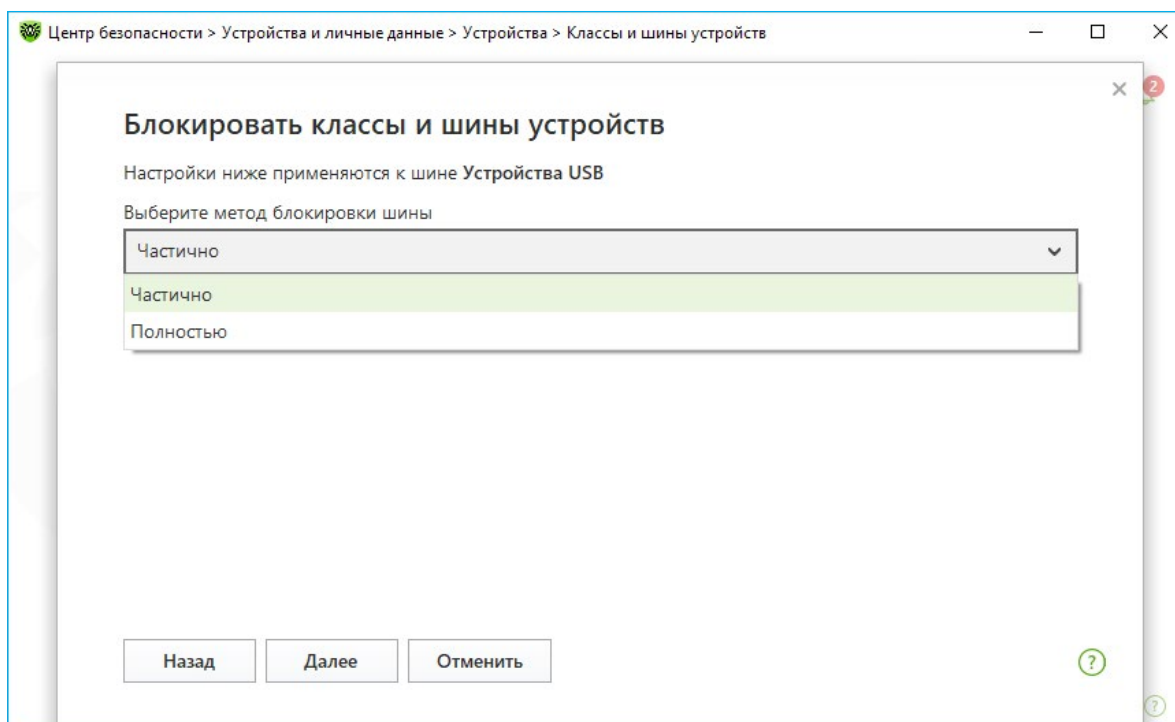 Центр безопасности > Устройства и личные данные > Устройства > Классы и шины устройств
2
Блокировать классы и шины устройств
Настройки ниже применяются к шине Устройства USB
Выберите метод блокировки шины
Частично
Частично
Полностью
Назад Далее Отменить ?
?